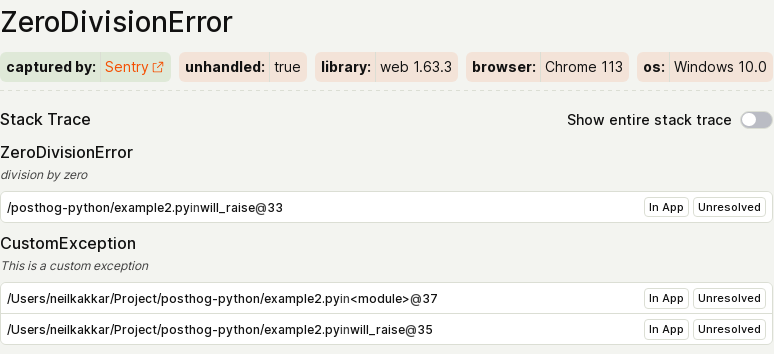 ZeroDivisionError
captured by: Sentry unhandled: true library: web 1.63.3 browser: Chrome 113 os: Windows 10.0
Stack Trace Show entire stack trace
ZeroDivisionError
division by zero
/posthog-python/example2.pyinwill_raise@33 In App Unresolved
CustomException
This is a custom exception
/Users/neilkakkar/Project/posthog-python/example2.pyin<module>@37 In App Unresolved
/Users/neilkakkar/Project/posthog-python/example2.pyinwill_raise@35 In App Unresolved